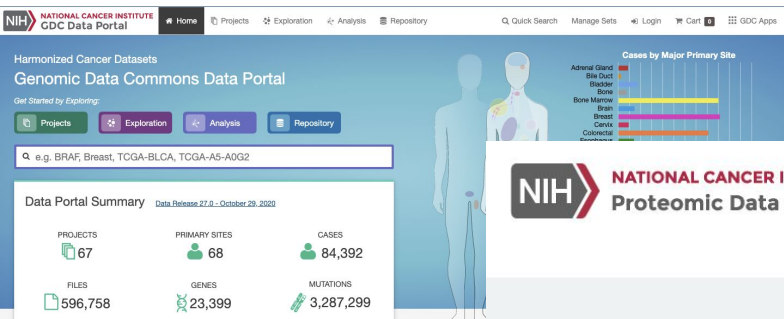 NIH NATIONAL CANCER INSTITUTE
GDC Data Portal
Home Projects Exploration Analysis Repository Quick Search Manage Sets Login Cart 0 GDC Apps
Harmonized Cancer Datasets
Genomic Data Commons Data Portal
Get Started by Exploring:
Projects Exploration Analysis Repository
e.g. BRAF, Breast, TCGA-BLCA, TCGA-A5-A0G2
Data Portal Summary Data Release 27.0 - October 29, 2020
PROJECTS PRIMARY SITES CASES
67 68 84,392
FILES GENES MUTATIONS
596,758 23,399 3,287,299
Cases by Major Primary Site
Adrenal Gland
Bile Duct
Bladder
Bone
Bone Marrow
Brain
Breast
Cervix
Colorectal
Esophagus
NIH NATIONAL CANCER I
Proteomic Data